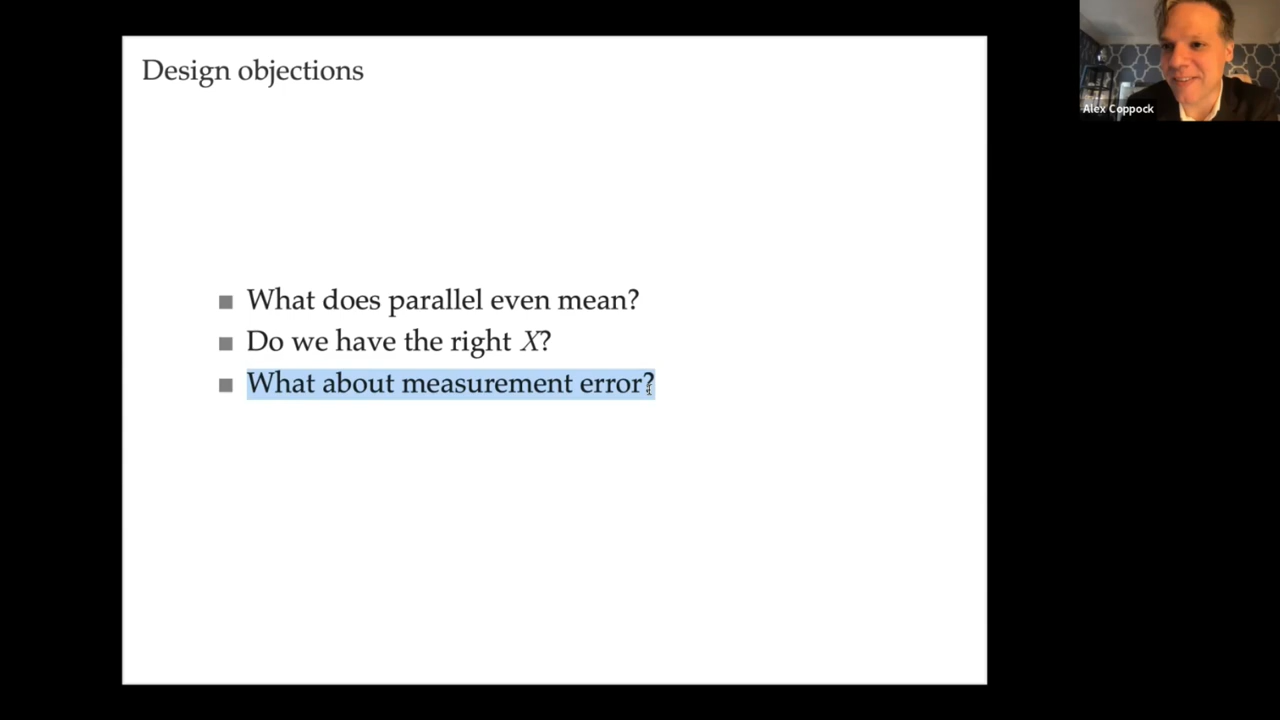 Design objections
Alex Coppock
What does parallel even mean?
Do we have the right X?
What about measurement error?